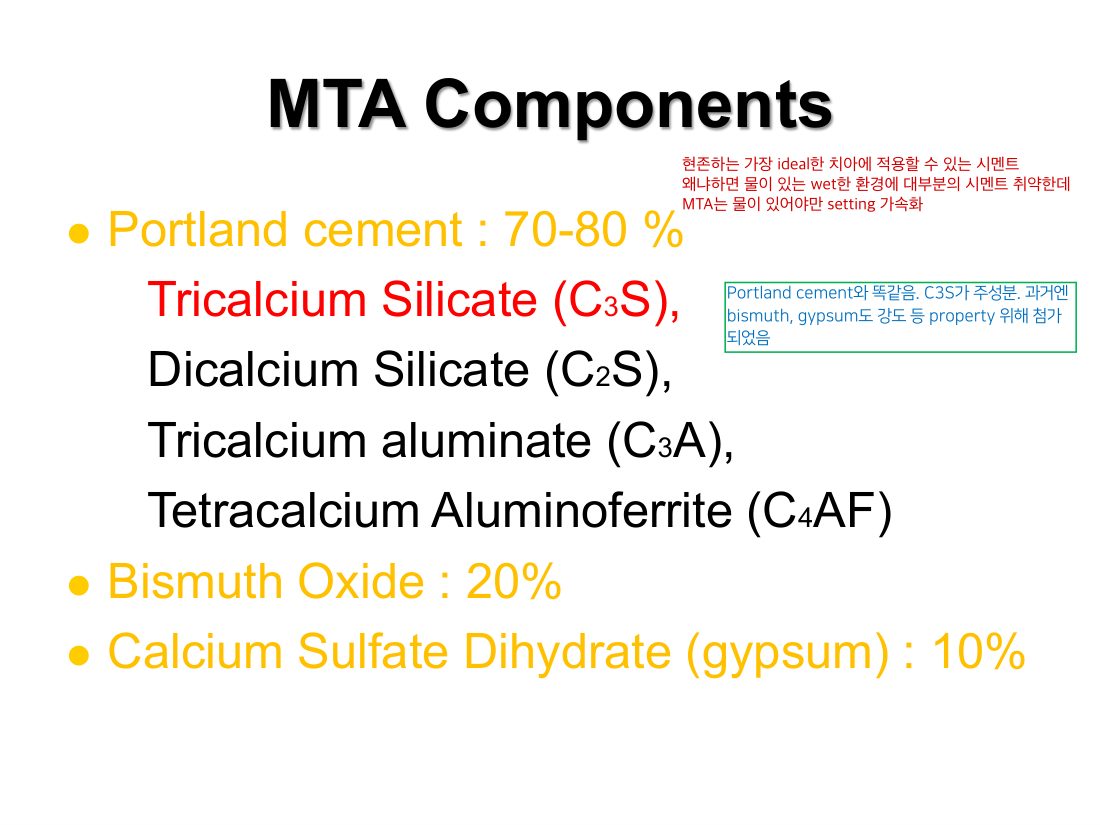 MTA Components
현존하는 가장 ideal한 치아에 적용할 수 있는 시멘트
왜냐하면 물이 있는 wet한 환경에 대부분의 시멘트 취약한데
MTA는 물이 있어야만 setting 가속화
● Portland cement : 70-80 %
Tricalcium Silicate (C3S),
Portland cement와 똑같음. C3S가 주성분. 과거엔
bismuth, gypsum도 강도 등 property 위해 첨가
되었음
Dicalcium Silicate (C2S),
Tricalcium aluminate (C3A),
Tetracalcium Aluminoferrite (C4AF)
● Bismuth Oxide : 20%
● Calcium Sulfate Dihydrate (gypsum) : 10%